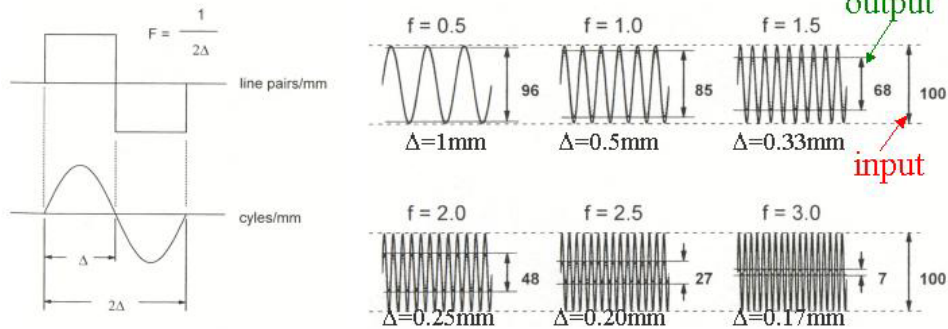 F = 1 / 2Δ
line pairs/mm
cyles/mm
Δ
2Δ
output
f = 0.5 f = 1.0 f = 1.5
96 85 68 100
Δ=1mm Δ=0.5mm Δ=0.33mm
input
f = 2.0 f = 2.5 f = 3.0
48 27 7 100
Δ=0.25mm Δ=0.20mm Δ=0.17mm